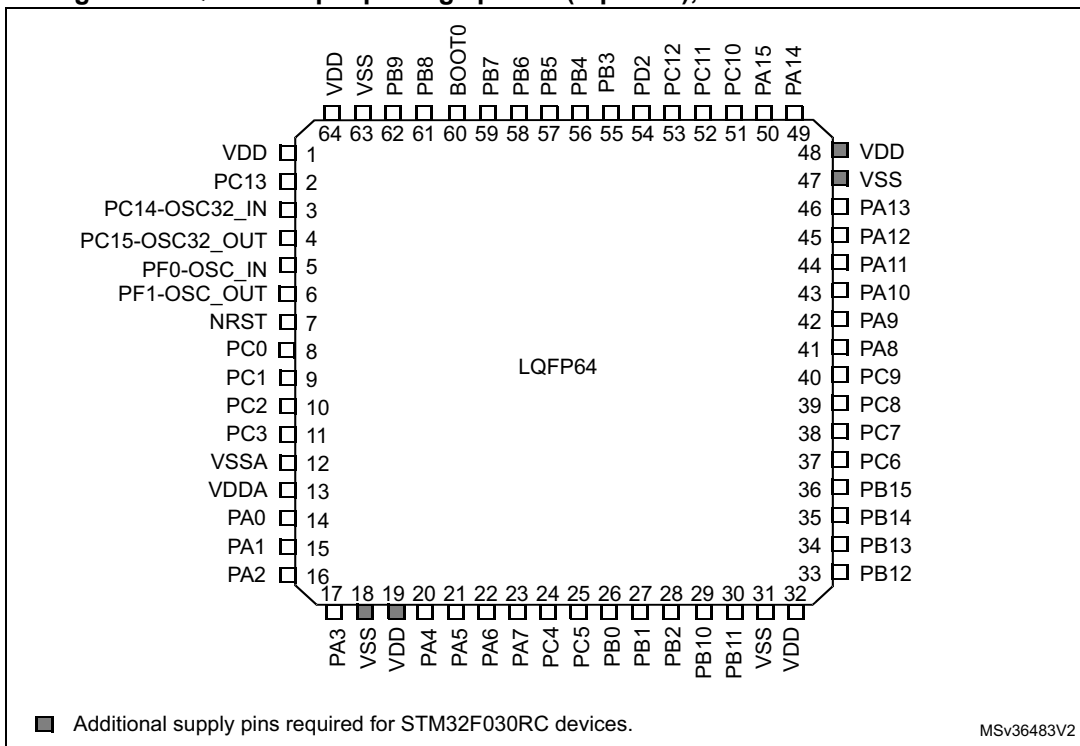 VDD
VSS
PB9
PB8
BOOT0
PB7
PB6
PB5
PB4
PB3
PD2
PC12
PC11
PC10
PA15
PA14
64 63 62 61 60 59 58 57 56 55 54 53 52 51 50 49
VDD 1
PC13 2
PC14-OSC32_IN 3
PC15-OSC32_OUT 4
PF0-OSC_IN 5
PF1-OSC_OUT 6
NRST 7
PC0 8
PC1 9
PC2 10
PC3 11
VSSA 12
VDDA 13
PA0 14
PA1 15
PA2 16
LQFP64
48 VDD
47 VSS
46 PA13
45 PA12
44 PA11
43 PA10
42 PA9
41 PA8
40 PC9
39 PC8
38 PC7
37 PC6
36 PB15
35 PB14
34 PB13
33 PB12
17 18 19 20 21 22 23 24 25 26 27 28 29 30 31 32
PA3
VSS
VDD
PA4
PA5
PA6
PA7
PC4
PC5
PB0
PB1
PB2
PB10
PB11
VSS
VDD
Additional supply pins required for STM32F030RC devices.
MSv36483V2